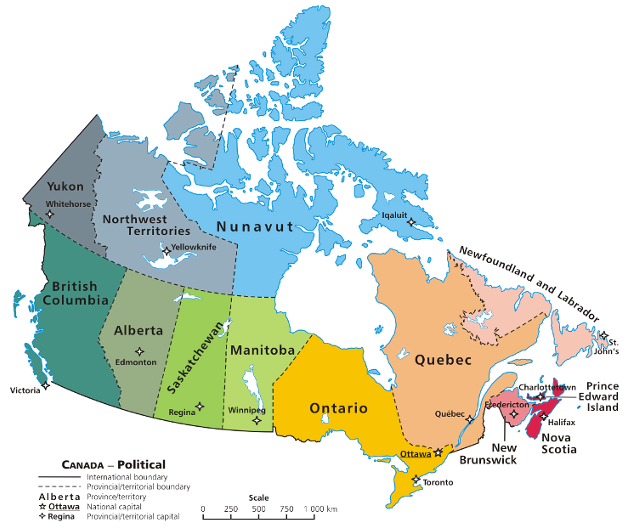 Yukon
Whitehorse
Northwest
Territories
Yellowknife
Nunavut
Iqaluit
British
Columbia
Victoria
Alberta
Edmonton
Saskatchewan
Regina
Manitoba
Winnipeg
Ontario
Ottawa
Toronto
Quebec
Québec
Newfoundland and Labrador
St.
John's
Charlottetown
Prince
Edward
Island
Fredericton
Halifax
Nova
Scotia
New
Brunswick
CANADA – Political
International boundary
Provincial/territorial boundary
Alberta Province/territory
Ottawa National capital
Regina Provincial/territorial capital
Scale
0 250 500 750 1 000 km